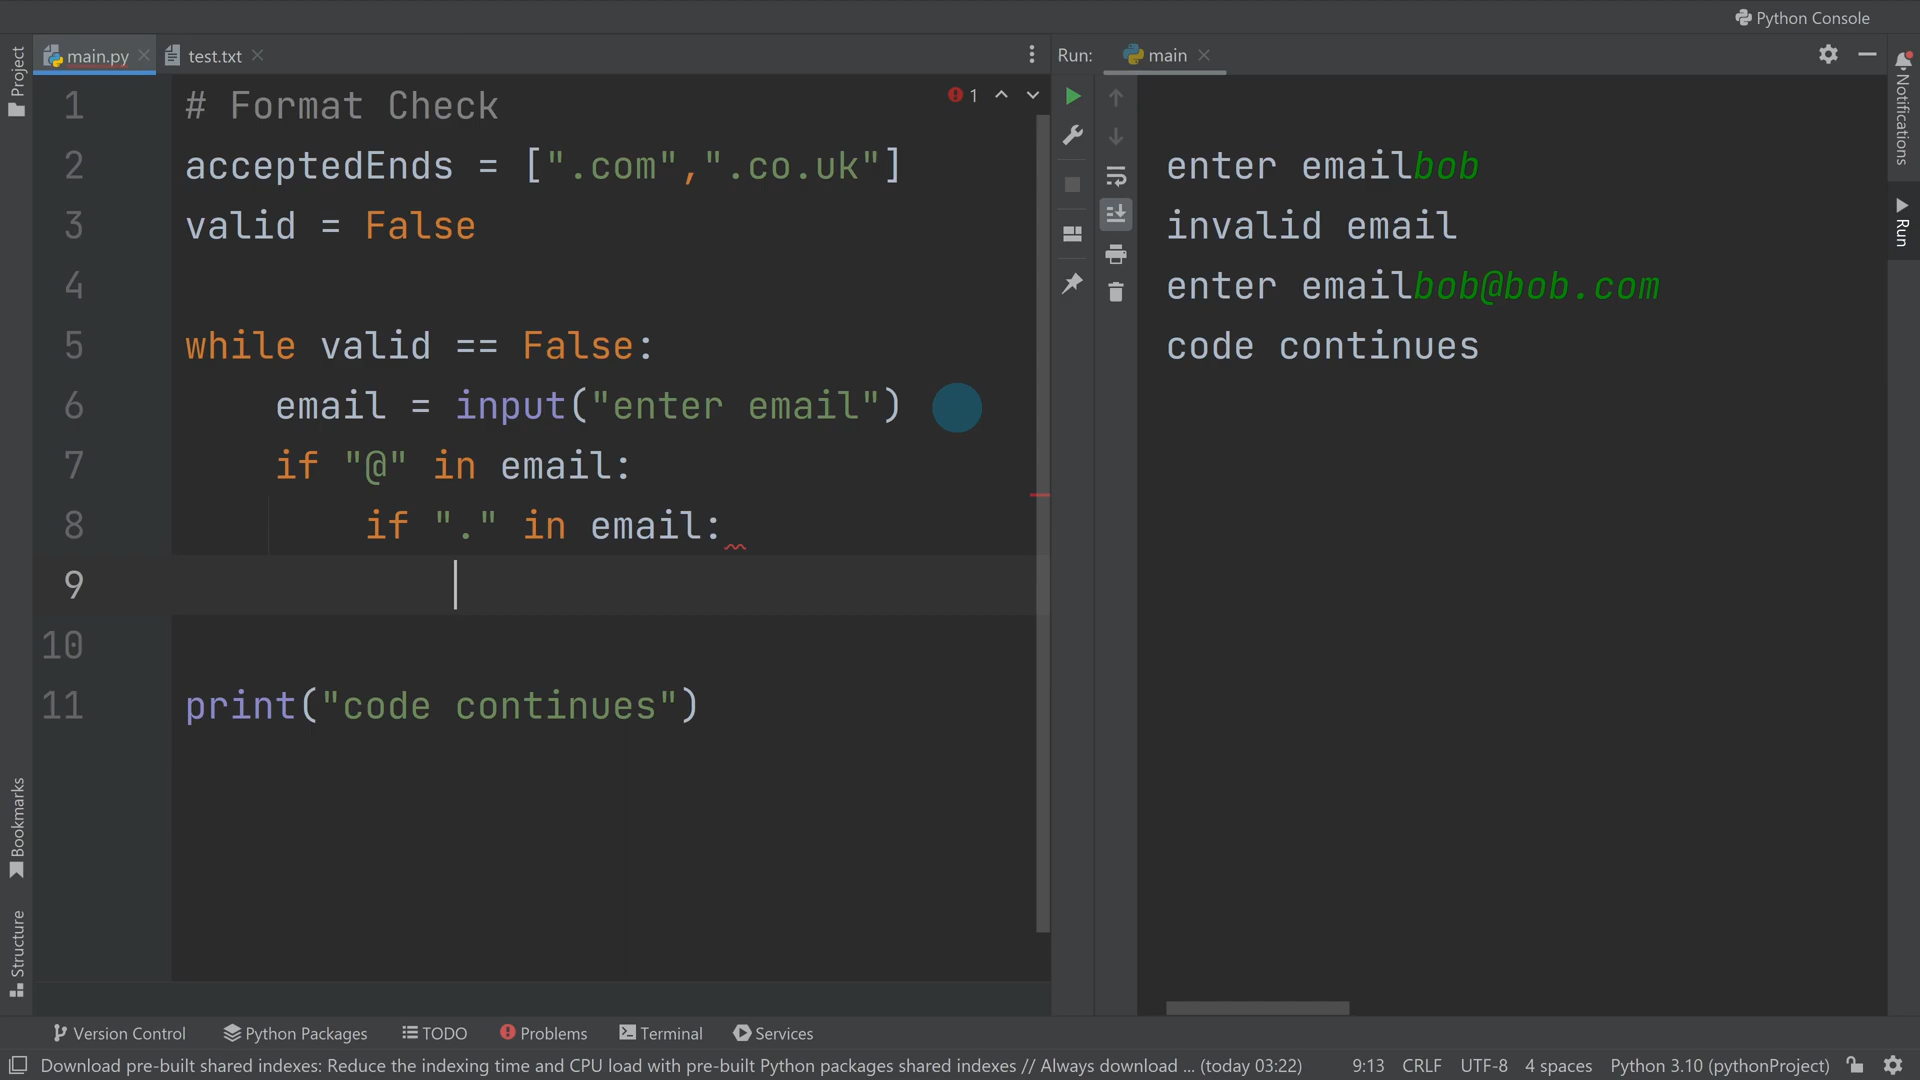 Python Console
Project
main.py
test.txt
Run:
main
Notifications
Run
1
1 # Format Check
2 acceptedEnds = [".com",".co.uk"]
3 valid = False
4
5 while valid == False:
6 email = input("enter email")
7 if "@" in email:
8 if "." in email:
9
10
11 print("code continues")
enter emailbob
invalid email
enter emailbob@bob.com
code continues
Bookmarks
Structure
Version Control
Python Packages
TODO
Problems
Terminal
Services
Download pre-built shared indexes: Reduce the indexing time and CPU load with pre-built Python packages shared indexes // Always download ... (today 03:22)
9:13 CRLF UTF-8 4 spaces Python 3.10 (pythonProject)